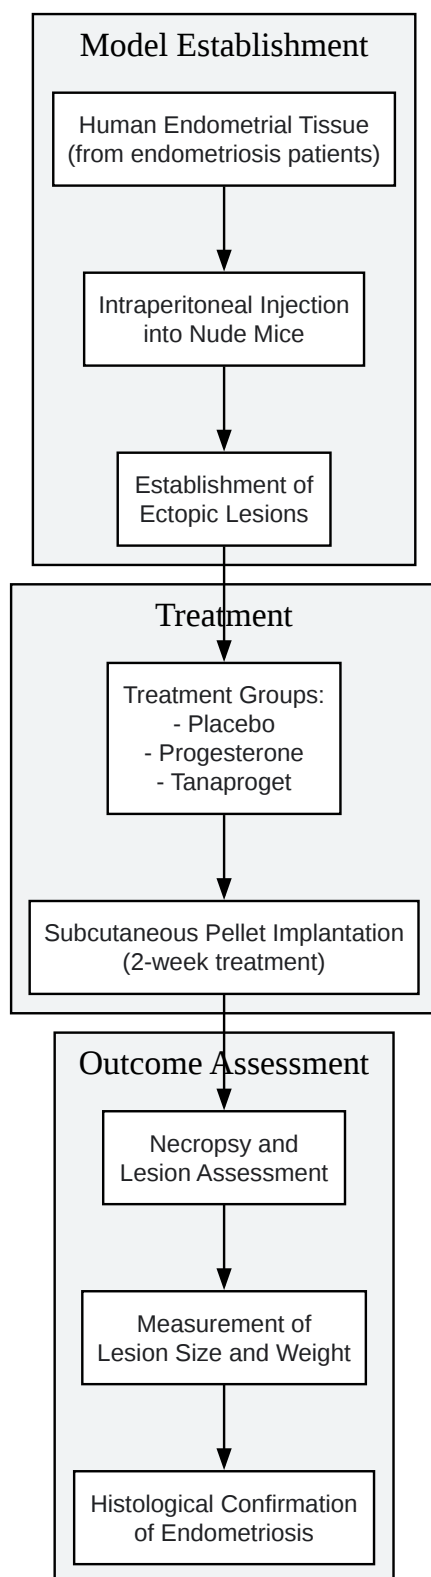 Model Establishment
Human Endometrial Tissue
(from endometriosis patients)
Intraperitoneal Injection
into Nude Mice
Establishment of
Ectopic Lesions
Treatment
Treatment Groups:
- Placebo
- Progesterone
- Tanaproget
Subcutaneous Pellet Implantation
(2-week treatment)
Outcome Assessment
Necropsy and
Lesion Assessment
Measurement of
Lesion Size and Weight
Histological Confirmation
of Endometriosis